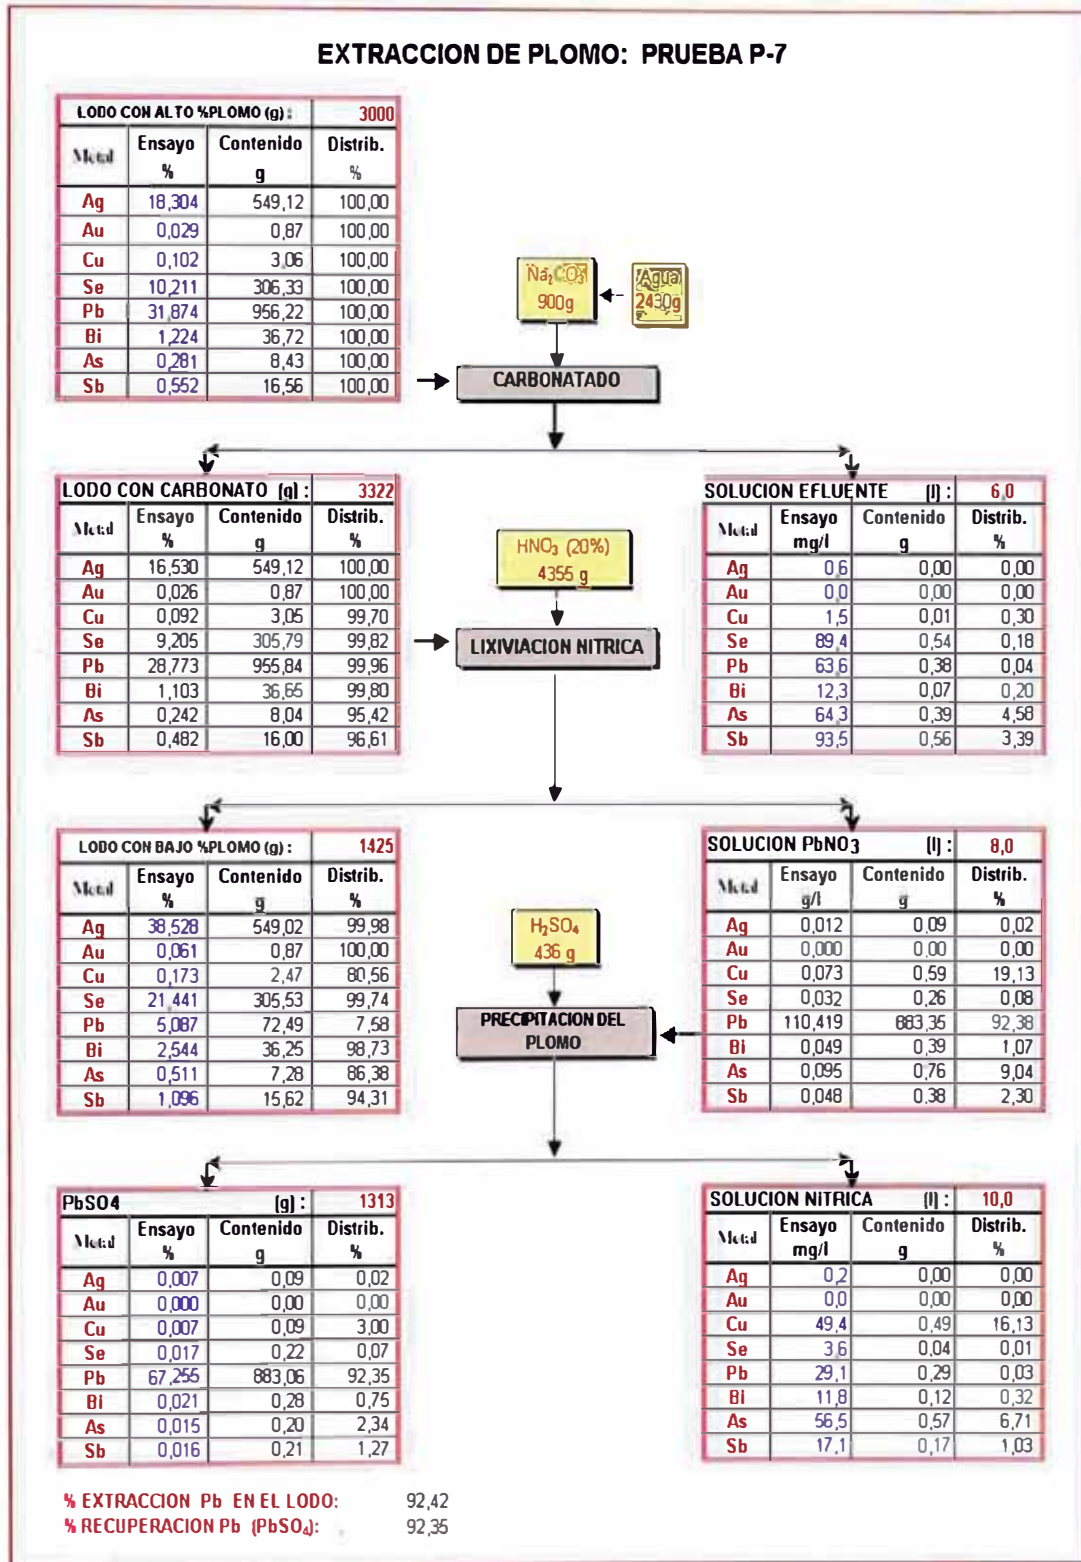 EXTRACCION DE PLOMO: PRUEBA P-7
LODO CON ALTO %PLOMO (g) : 3000
Metal Ensayo % Contenido g Distrib. %
Ag 18,304 549,12 100,00
Au 0,029 0,87 100,00
Cu 0,102 3,06 100,00
Se 10,211 306,33 100,00
Pb 31,874 956,22 100,00
Bi 1,224 36,72 100,00
As 0,281 8,43 100,00
Sb 0,552 16,56 100,00
Na₂CO₃
900g
Agua
2430g
CARBONATADO
LODO CON CARBONATO (g) : 3322
Metal Ensayo % Contenido g Distrib. %
Ag 16,530 549,12 100,00
Au 0,026 0,87 100,00
Cu 0,092 3,05 99,70
Se 9,205 305,79 99,82
Pb 28,773 955,84 99,96
Bi 1,103 36,65 99,80
As 0,242 8,04 95,42
Sb 0,482 16,00 96,61
HNO₃ (20%)
4355 g
LIXIVIACION NITRICA
SOLUCION EFLUENTE (l) : 6,0
Metal Ensayo mg/l Contenido g Distrib. %
Ag 0,6 0,00 0,00
Au 0,0 0,00 0,00
Cu 1,5 0,01 0,30
Se 89,4 0,54 0,18
Pb 63,6 0,38 0,04
Bi 12,3 0,07 0,20
As 64,3 0,39 4,58
Sb 93,5 0,56 3,39
LODO CON BAJO %PLOMO (g) : 1425
Metal Ensayo % Contenido g Distrib. %
Ag 38,528 549,02 99,98
Au 0,061 0,87 100,00
Cu 0,173 2,47 80,56
Se 21,441 305,53 99,74
Pb 5,087 72,49 7,58
Bi 2,544 36,25 98,73
As 0,511 7,28 86,38
Sb 1,096 15,62 94,31
H₂SO₄
436 g
PRECIPITACION DEL
PLOMO
SOLUCION PbNO3 (l) : 8,0
Metal Ensayo g/l Contenido g Distrib. %
Ag 0,012 0,09 0,02
Au 0,000 0,00 0,00
Cu 0,073 0,59 19,13
Se 0,032 0,26 0,08
Pb 110,419 883,35 92,38
Bi 0,049 0,39 1,07
As 0,095 0,76 9,04
Sb 0,048 0,38 2,30
PbSO4 (g) : 1313
Metal Ensayo % Contenido g Distrib. %
Ag 0,007 0,09 0,02
Au 0,000 0,00 0,00
Cu 0,007 0,09 3,00
Se 0,017 0,22 0,07
Pb 67,255 883,06 92,35
Bi 0,021 0,28 0,75
As 0,015 0,20 2,34
Sb 0,016 0,21 1,27
SOLUCION NITRICA (l) : 10,0
Metal Ensayo mg/l Contenido g Distrib. %
Ag 0,2 0,00 0,00
Au 0,0 0,00 0,00
Cu 49,4 0,49 16,13
Se 3,6 0,04 0,01
Pb 29,1 0,29 0,03
Bi 11,8 0,12 0,32
As 56,5 0,57 6,71
Sb 17,1 0,17 1,03
% EXTRACCION Pb EN EL LODO: 92,42
% RECUPERACION Pb (PbSO₄): 92,35